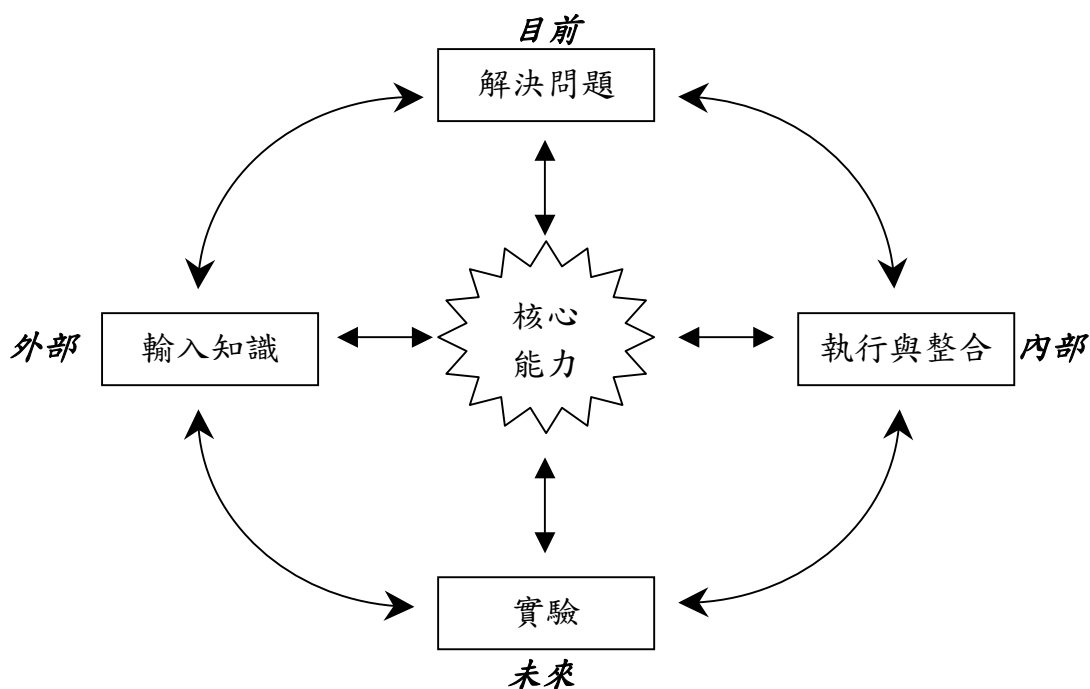 目前
解決問題
核心
能力
外部
輸入知識
執行與整合
內部
實驗
未來